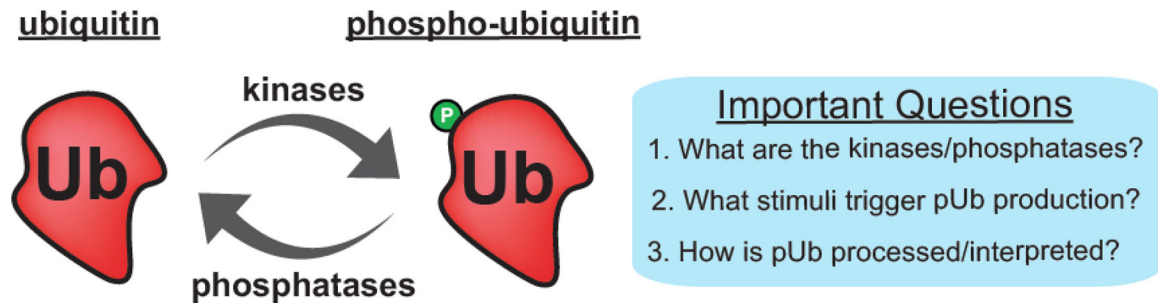 ubiquitin
phospho-ubiquitin
kinases
P
Ub
Ub
phosphatases
Important Questions
1. What are the kinases/phosphatases?
2. What stimuli trigger pUb production?
3. How is pUb processed/interpreted?